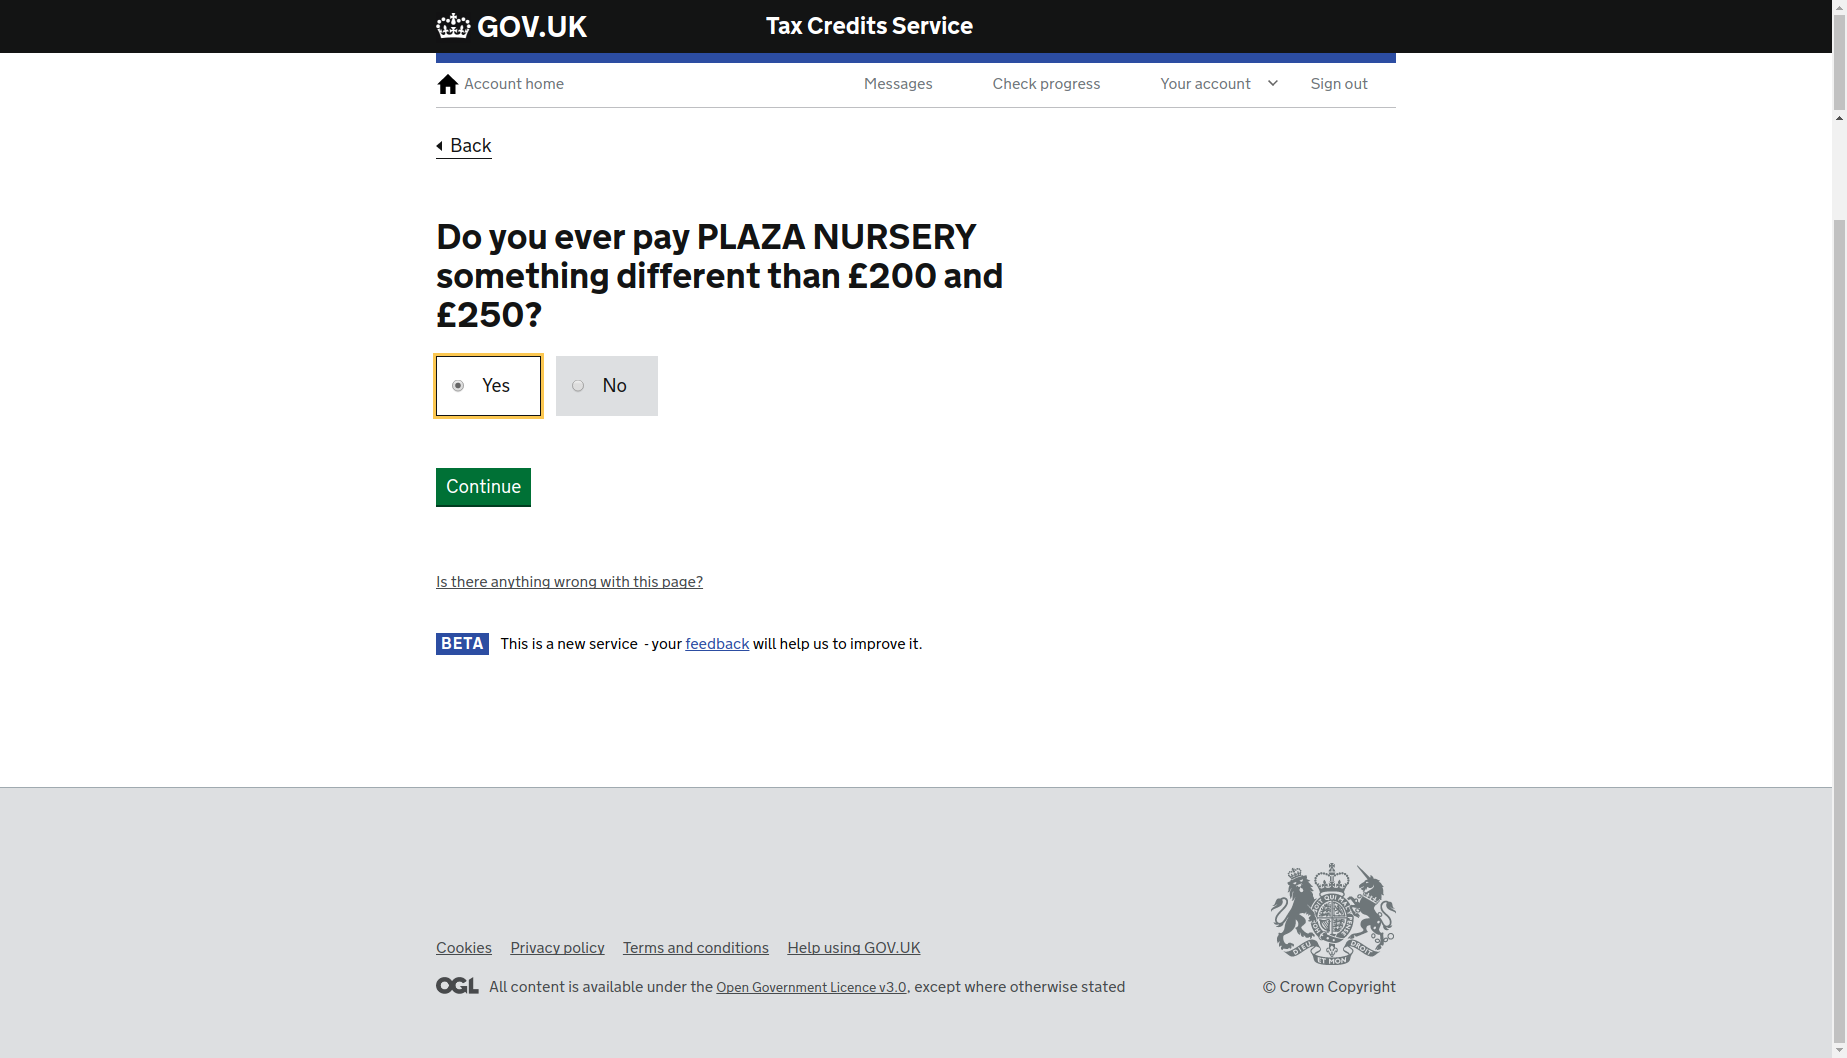 GOV.UK
Tax Credits Service
Account home
Messages
Check progress
Your account
Sign out
Back
Do you ever pay PLAZA NURSERY
something different than £200 and
£250?
Yes
No
Continue
Is there anything wrong with this page?
BETA This is a new service - your feedback will help us to improve it.
Cookies
Privacy policy
Terms and conditions
Help using GOV.UK
OGL All content is available under the Open Government Licence v3.0, except where otherwise stated
© Crown Copyright